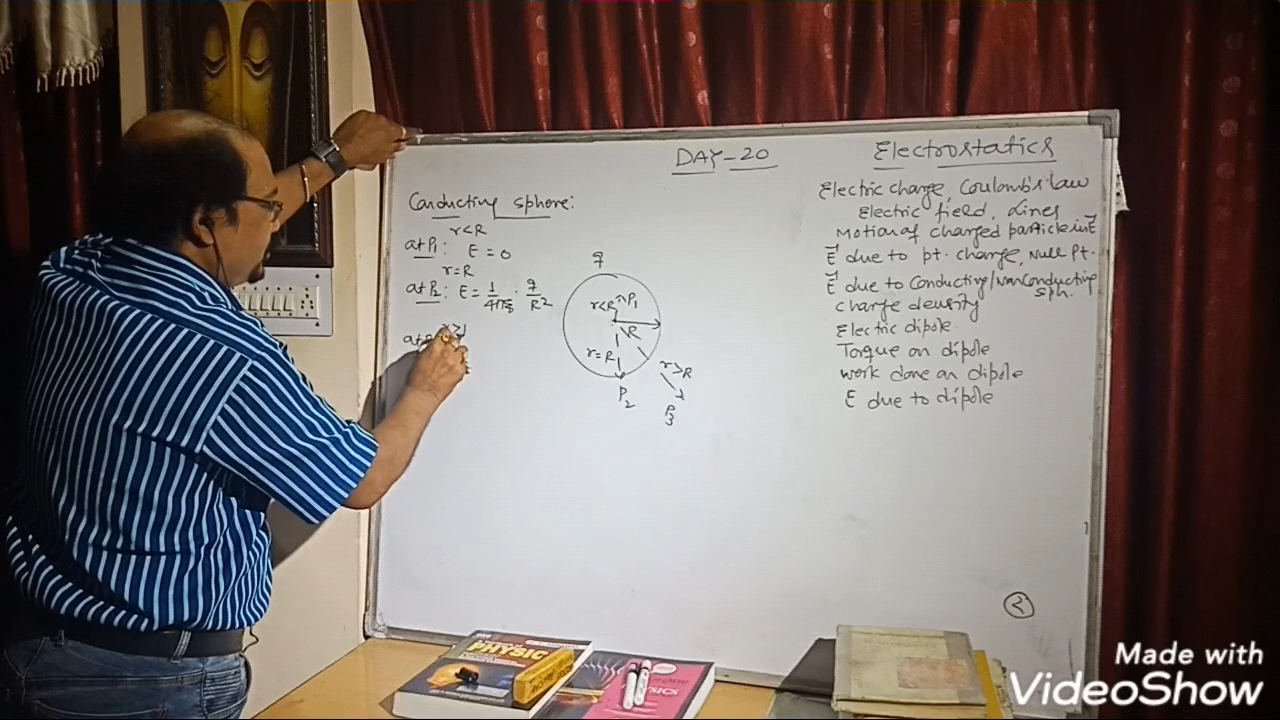 DAY-20
Electrostatics
Conducting sphere:
r<R
at P1: E = 0
r=R
at P2: E = 1/4πε0 · q/R²
at
q
r<R P1
R
r=R
P2
r>R
P3
Electric charge, Coulomb's law
Electric field, Lines
Motion of charged particle in E⃗
E⃗ due to pt. charge, Null Pt.
E⃗ due to Conducting/NonConducting
Sph.
charge density
Electric dipole
Torque on dipole
work done on dipole
E due to dipole
PHYSIC
Made with
VideoShow